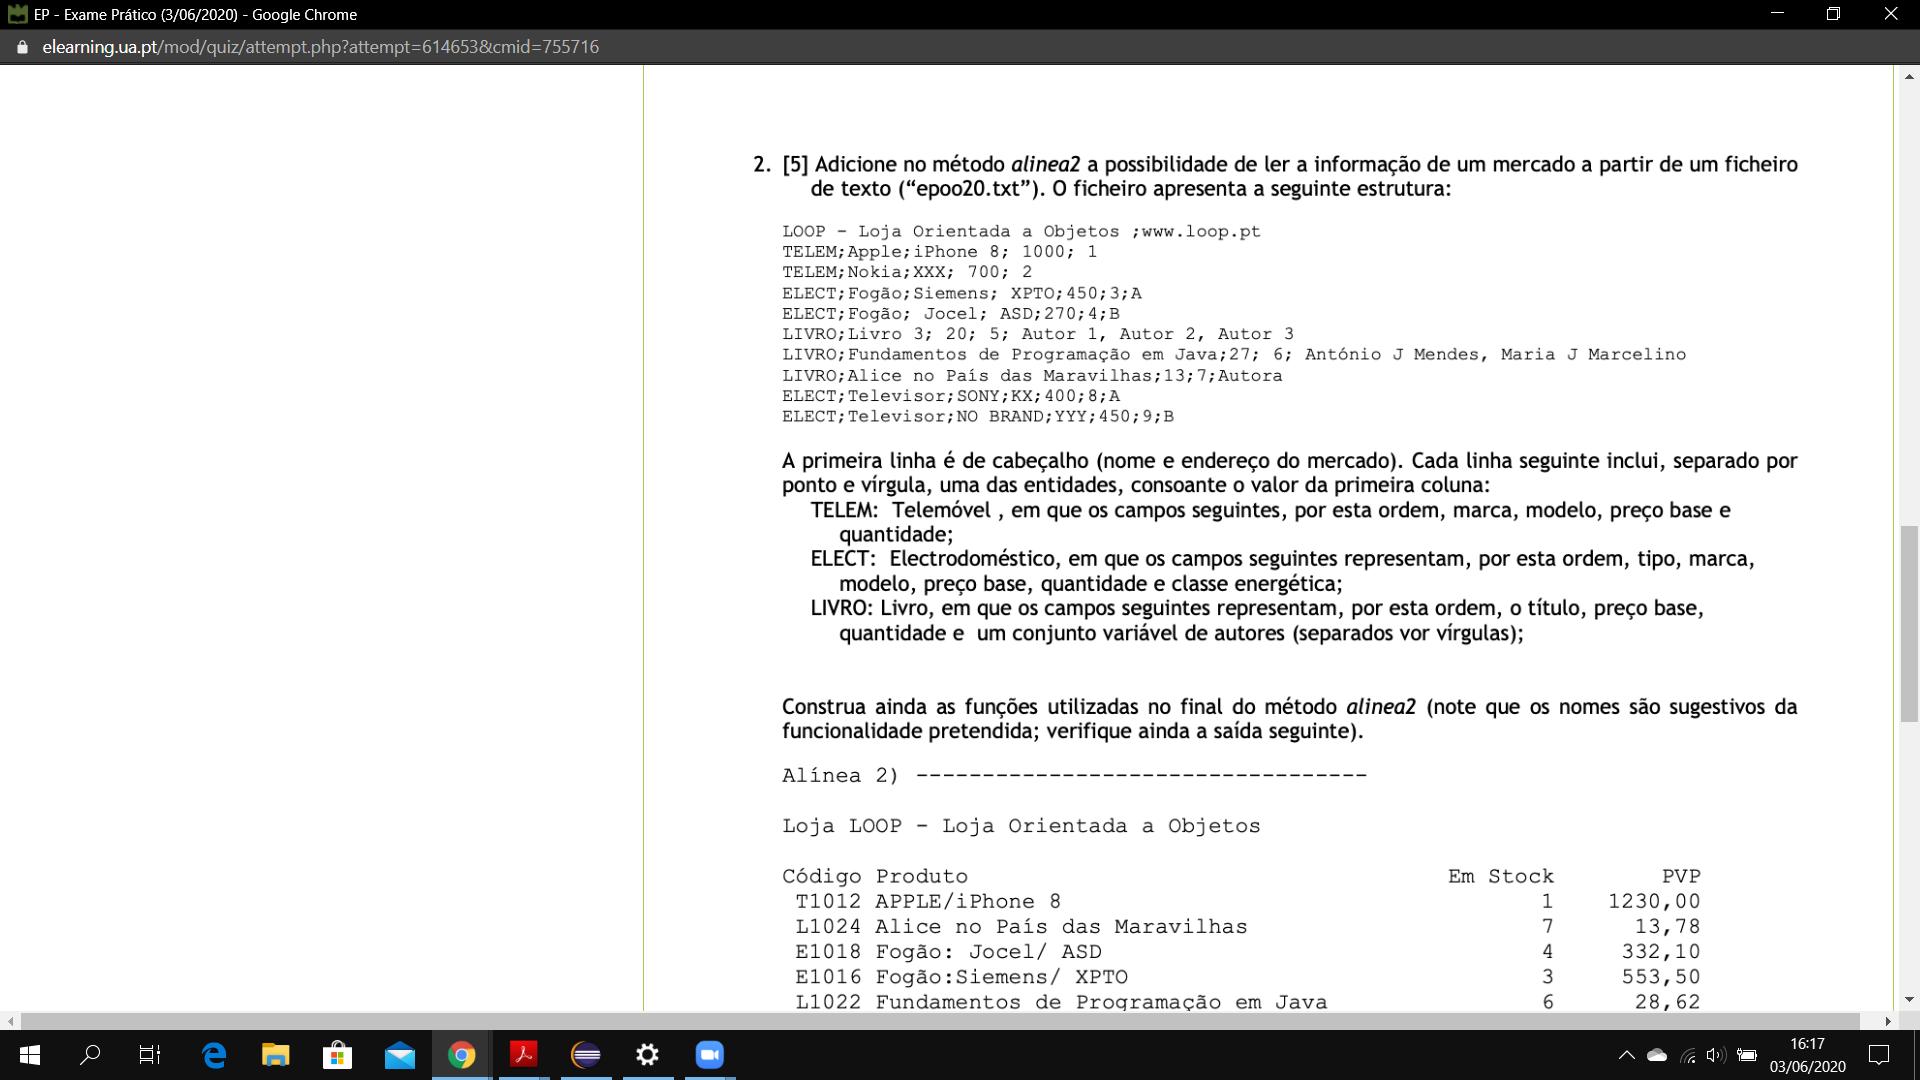 EP - Exame Prático (3/06/2020) - Google Chrome
elearning.ua.pt/mod/quiz/attempt.php?attempt=614653&cmid=755716
2. [5] Adicione no método alinea2 a possibilidade de ler a informação de um mercado a partir de um ficheiro
de texto (“epoo20.txt”). O ficheiro apresenta a seguinte estrutura:
LOOP - Loja Orientada a Objetos ;www.loop.pt
TELEM;Apple;iPhone 8; 1000; 1
TELEM;Nokia;XXX; 700; 2
ELECT;Fogão;Siemens; XPTO;450;3;A
ELECT;Fogão; Jocel; ASD;270;4;B
LIVRO;Livro 3; 20; 5; Autor 1, Autor 2, Autor 3
LIVRO;Fundamentos de Programação em Java;27; 6; António J Mendes, Maria J Marcelino
LIVRO;Alice no País das Maravilhas;13;7;Autora
ELECT;Televisor;SONY;KX;400;8;A
ELECT;Televisor;NO BRAND;YYY;450;9;B
A primeira linha é de cabeçalho (nome e endereço do mercado). Cada linha seguinte inclui, separado por
ponto e vírgula, uma das entidades, consoante o valor da primeira coluna:
TELEM: Telemóvel , em que os campos seguintes, por esta ordem, marca, modelo, preço base e
quantidade;
ELECT: Electrodoméstico, em que os campos seguintes representam, por esta ordem, tipo, marca,
modelo, preço base, quantidade e classe energética;
LIVRO: Livro, em que os campos seguintes representam, por esta ordem, o título, preço base,
quantidade e um conjunto variável de autores (separados vor vírgulas);
Construa ainda as funções utilizadas no final do método alinea2 (note que os nomes são sugestivos da
funcionalidade pretendida; verifique ainda a saída seguinte).
Alínea 2) ----------------------------------
Loja LOOP - Loja Orientada a Objetos
Código Produto Em Stock PVP
T1012 APPLE/iPhone 8 1 1230,00
L1024 Alice no País das Maravilhas 7 13,78
E1018 Fogão: Jocel/ ASD 4 332,10
E1016 Fogão:Siemens/ XPTO 3 553,50
L1022 Fundamentos de Programação em Java 6 28,62
16:17
03/06/2020